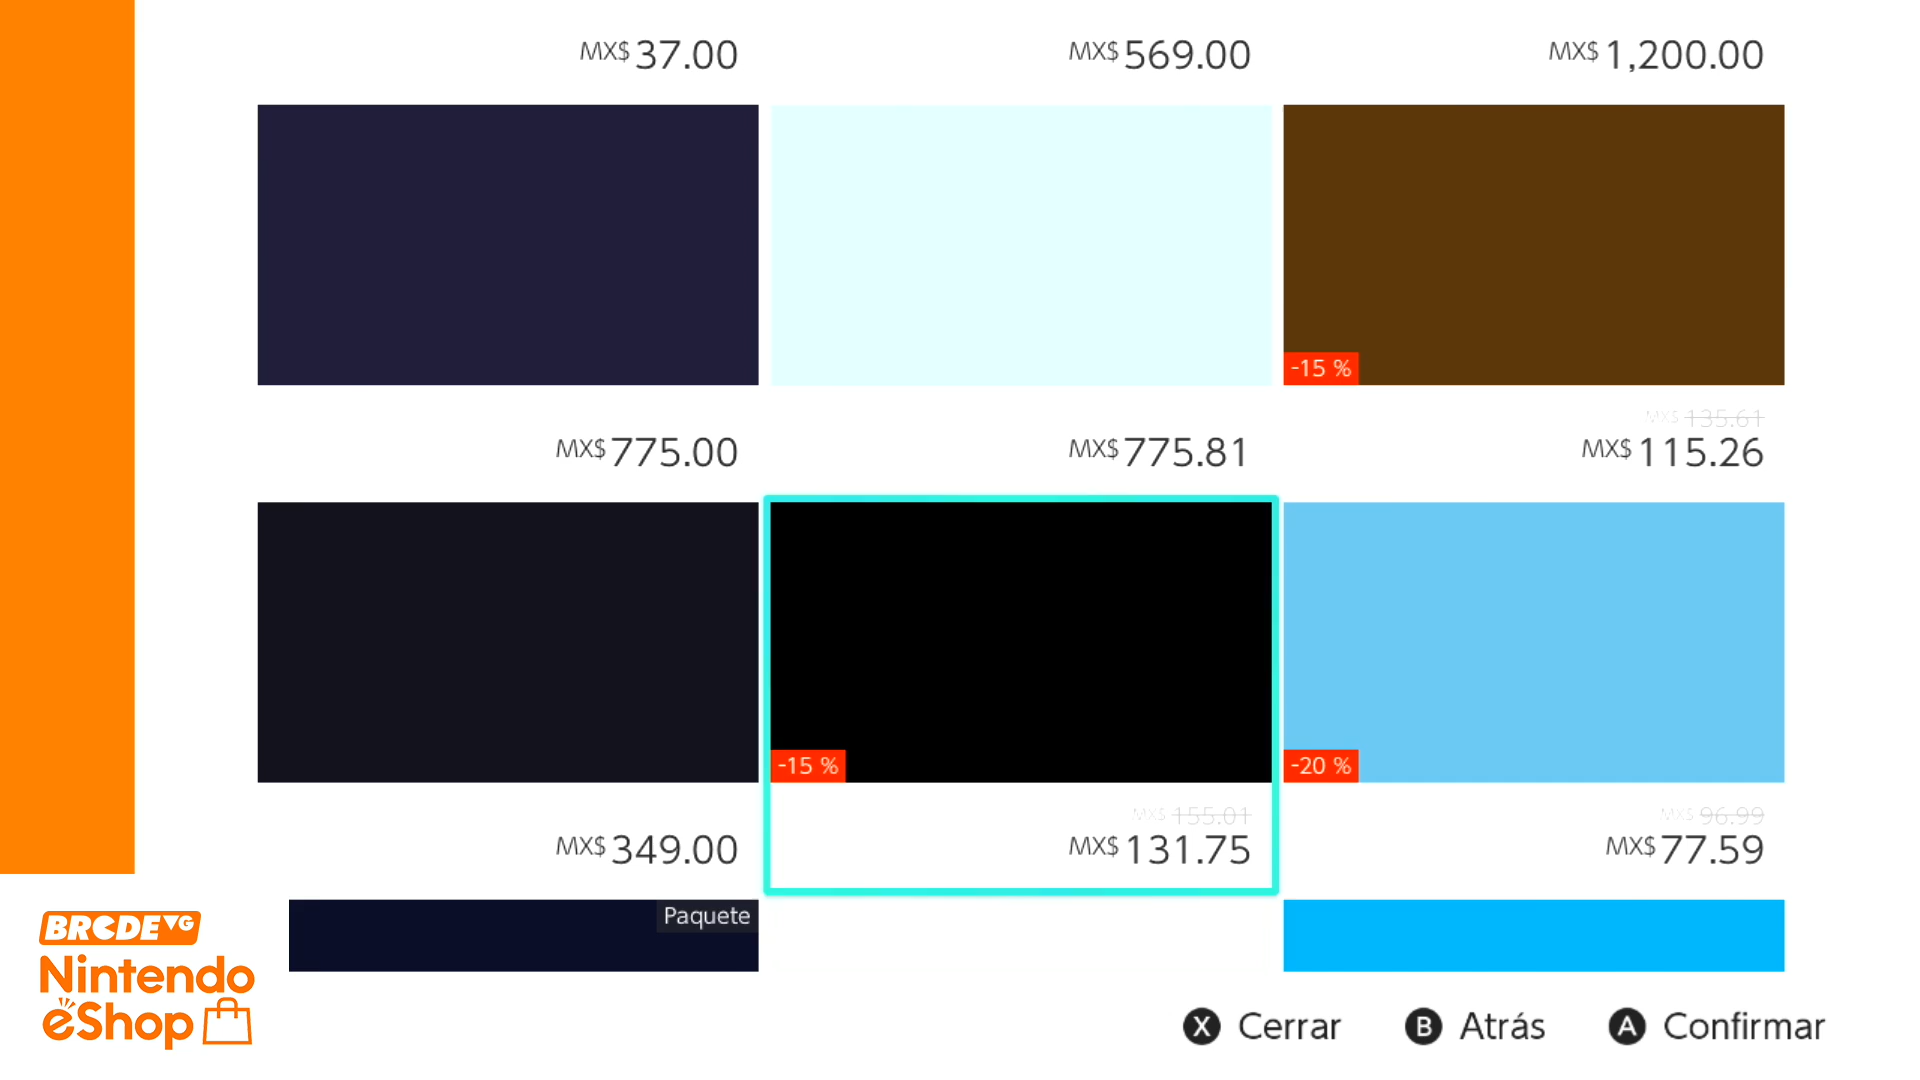 MX$ 37.00
MX$ 569.00
MX$ 1,200.00
-15 %
MX$ 135.61
MX$ 775.00
MX$ 775.81
MX$ 115.26
-15 %
-20 %
MX$ 155.01
MX$ 96.99
MX$ 349.00
MX$ 131.75
MX$ 77.59
Paquete
BRCDEVG
Nintendo
eShop
X Cerrar
B Atrás
A Confirmar